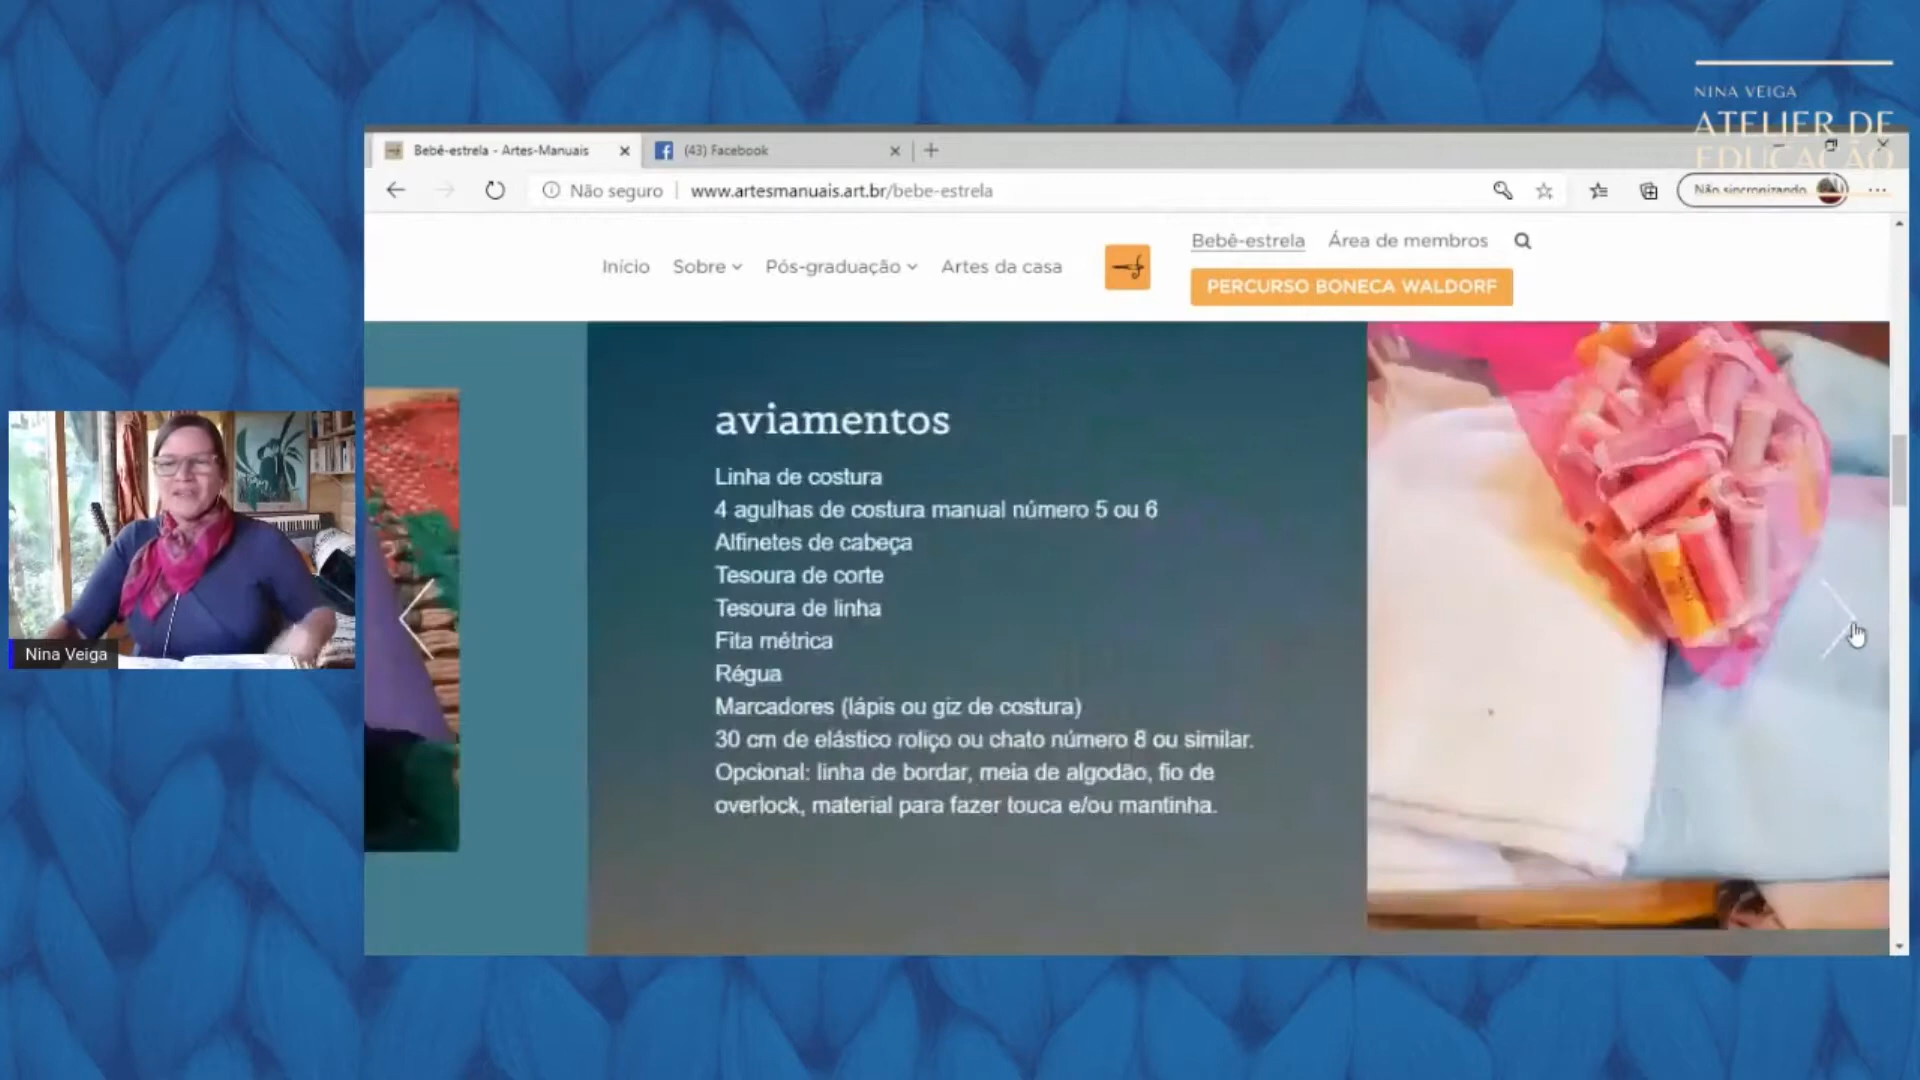 NINA VEIGA
ATELIER DE
EDUCAÇÃO
Bebê-estrela - Artes-Manuais
(43) Facebook
Não seguro
www.artesmanuais.art.br/bebe-estrela
Não sincronizando
Início
Sobre
Pós-graduação
Artes da casa
Bebê-estrela
Área de membros
PERCURSO BONECA WALDORF
aviamentos
Linha de costura
4 agulhas de costura manual número 5 ou 6
Alfinetes de cabeça
Tesoura de corte
Tesoura de linha
Fita métrica
Régua
Marcadores (lápis ou giz de costura)
30 cm de elástico roliço ou chato número 8 ou similar.
Opcional: linha de bordar, meia de algodão, fio de
overlock, material para fazer touca e/ou mantinha.
Nina Veiga